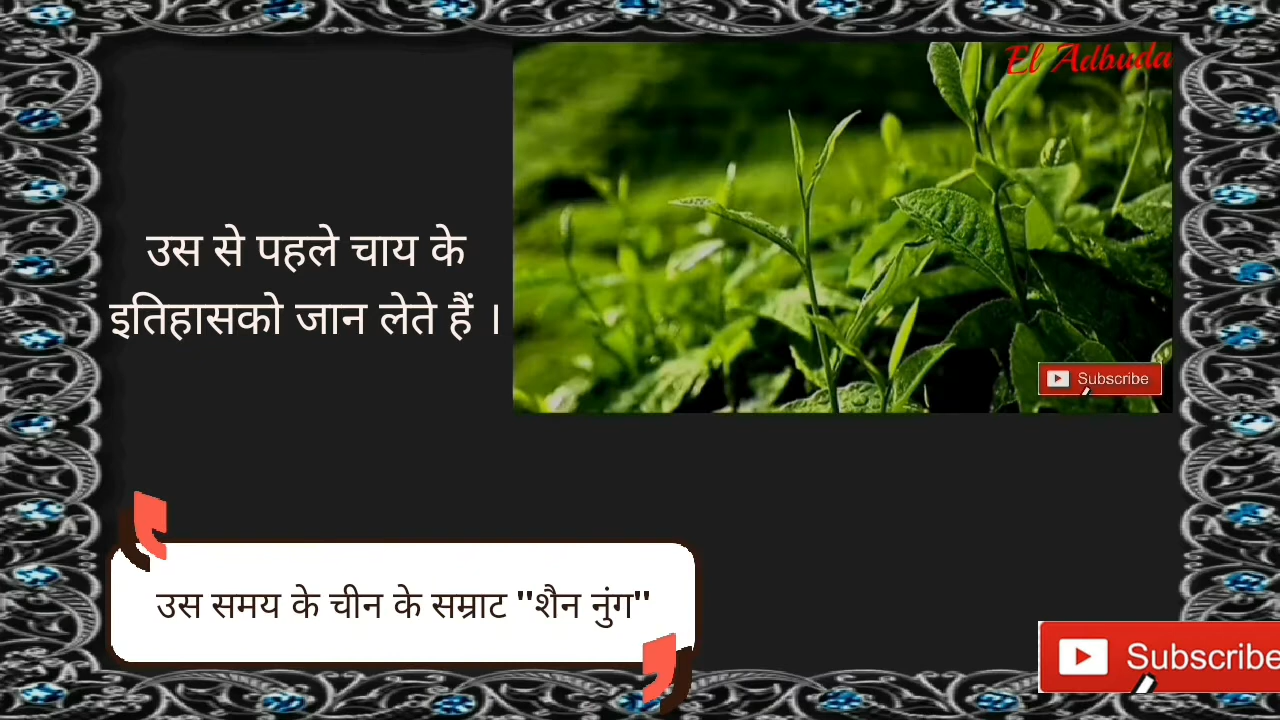 El Adbuda
उस से पहले चाय के
इतिहासको जान लेते हैं ।
Subscribe
उस समय के चीन के सम्राट "शैन नुंग"
Subscribe